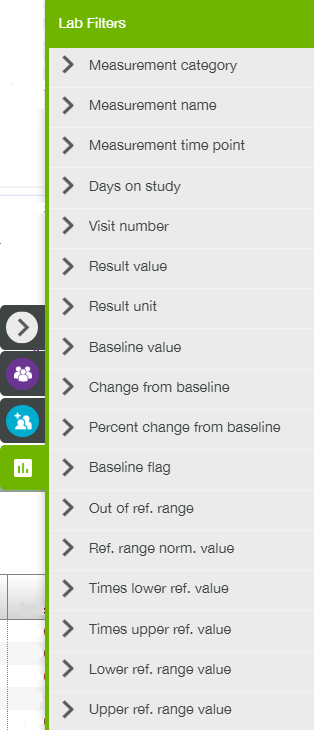 Lab Filters
Measurement category
Measurement name
Measurement time point
Days on study
Visit number
Result value
Result unit
Baseline value
Change from baseline
Percent change from baseline
Baseline flag
Out of ref. range
Ref. range norm. value
Times lower ref. value
Times upper ref. value
Lower ref. range value
Upper ref. range value